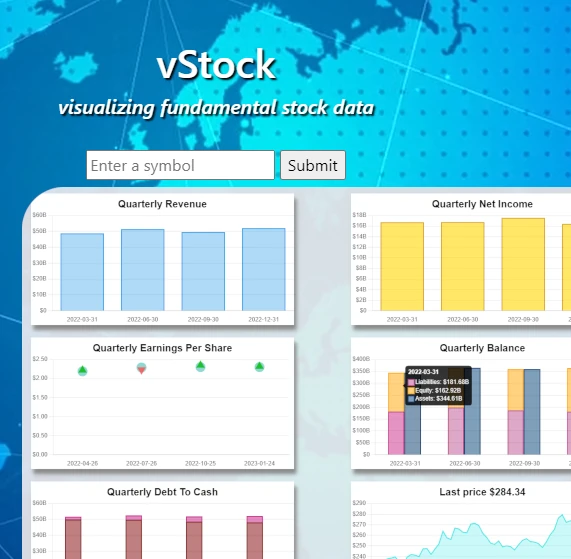 vStock
visualizing fundamental stock data
Enter a symbol
Submit
Quarterly Revenue
$60B
$50B
$40B
$30B
$20B
$10B
$0
2022-03-31
2022-06-30
2022-09-30
2022-12-31
Quarterly Net Income
$18B
$16B
$14B
$12B
$10B
$8B
$6B
$4B
$2B
$0
2022-03-31
2022-06-30
2022-09-30
Quarterly Earnings Per Share
$2.50
$2.00
$1.50
$1.00
$0.50
$0.00
2022-04-26
2022-07-26
2022-10-25
2023-01-24
Quarterly Balance
$400B
$350B
$300B
$250B
$200B
$150B
$100B
$50B
$0
2022-03-31
Liabilities: $181.68B
Equity: $162.92B
Assets: $344.61B
2022-03-31
2022-06-30
2022-09-30
Quarterly Debt To Cash
$60B
$50B
$40B
$30B
Last price $284.34
$290
$280
$270
$260
$250
$240